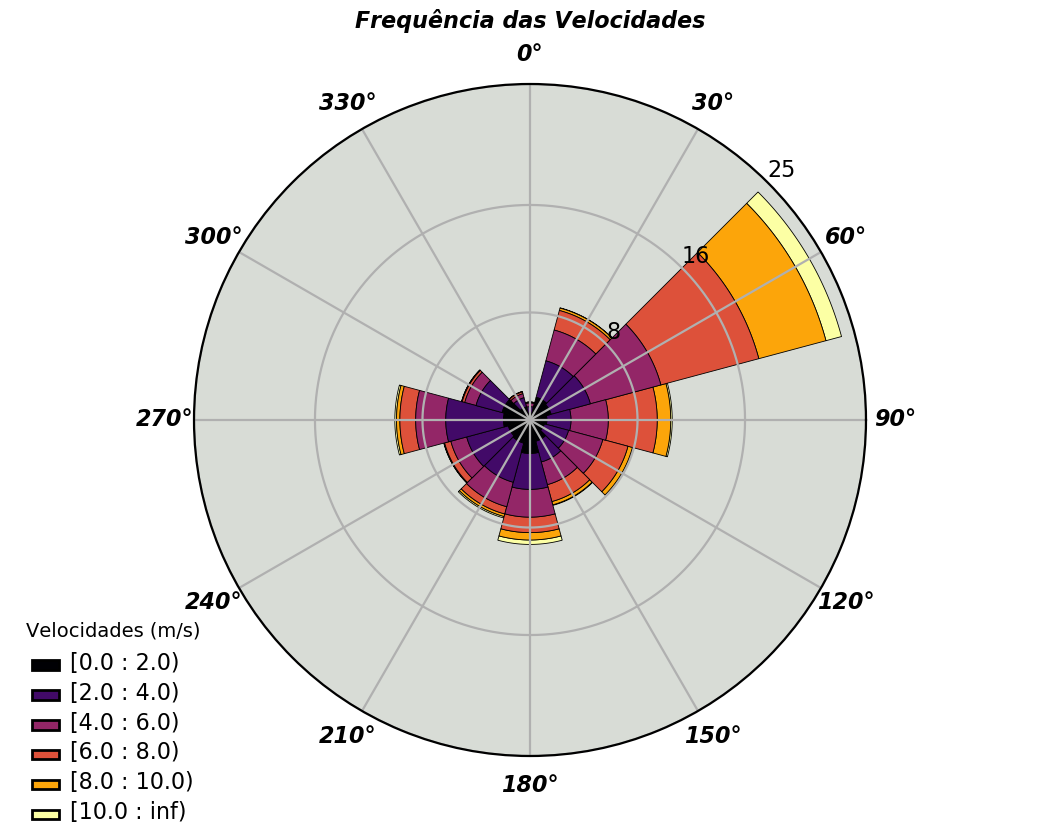 Frequência das Velocidades
0°
330°
30°
25
300°
60°
16
8
270°
90°
240°
120°
210°
150°
180°
Velocidades (m/s)
[0.0 : 2.0)
[2.0 : 4.0)
[4.0 : 6.0)
[6.0 : 8.0)
[8.0 : 10.0)
[10.0 : inf)